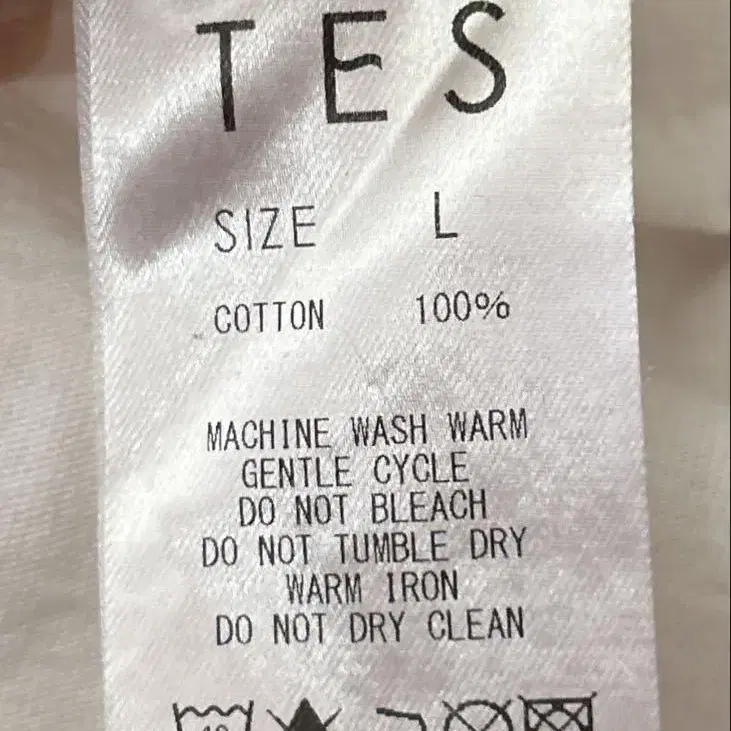 TES
SIZE L
COTTON 100%
MACHINE WASH WARM
GENTLE CYCLE
DO NOT BLEACH
DO NOT TUMBLE DRY
WARM IRON
DO NOT DRY CLEAN